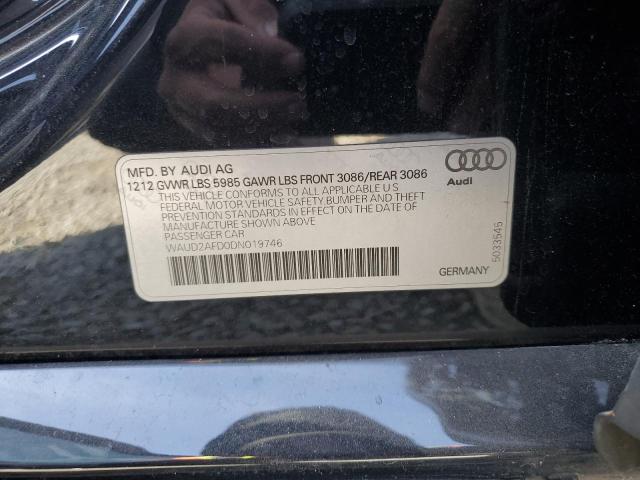 MFD. BY AUDI AG
1212 GVWR LBS 5985 GAWR LBS FRONT 3086/REAR 3086
THIS VEHICLE CONFORMS TO ALL APPLICABLE U S
FEDERAL MOTOR VEHICLE SAFETY, BUMPER AND THEFT
PREVENTION STANDARDS IN EFFECT ON THE DATE OF
MANUFACTURE SHOWN ABOVE
PASSENGER CAR
WAUD2AFD0DN019746
Audi
5033545
GERMANY